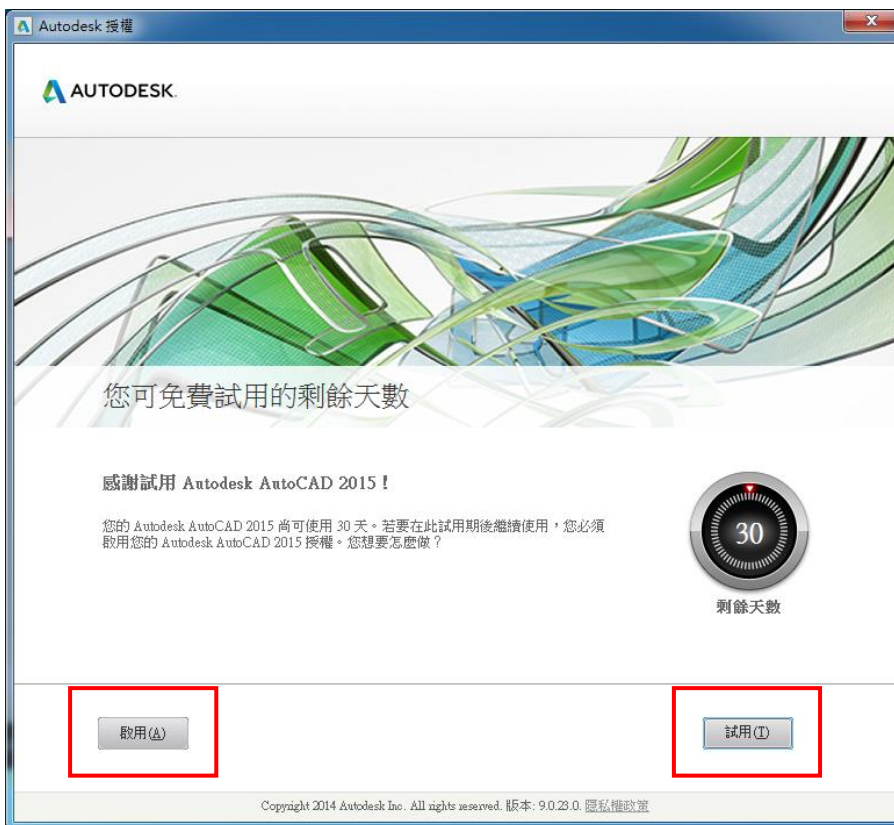 Autodesk 授權
AUTODESK.
您可免費試用的剩餘天數
感謝試用 Autodesk AutoCAD 2015！
您的 Autodesk AutoCAD 2015 尚可使用 30 天。若要在此試用期後繼續使用，您必須
啟用您的 Autodesk AutoCAD 2015 授權。您想要怎麼做？
30
剩餘天數
啟用(A)
試用(T)
Copyright 2014 Autodesk Inc. All rights reserved. 版本: 9.0.23.0. 隱私權政策